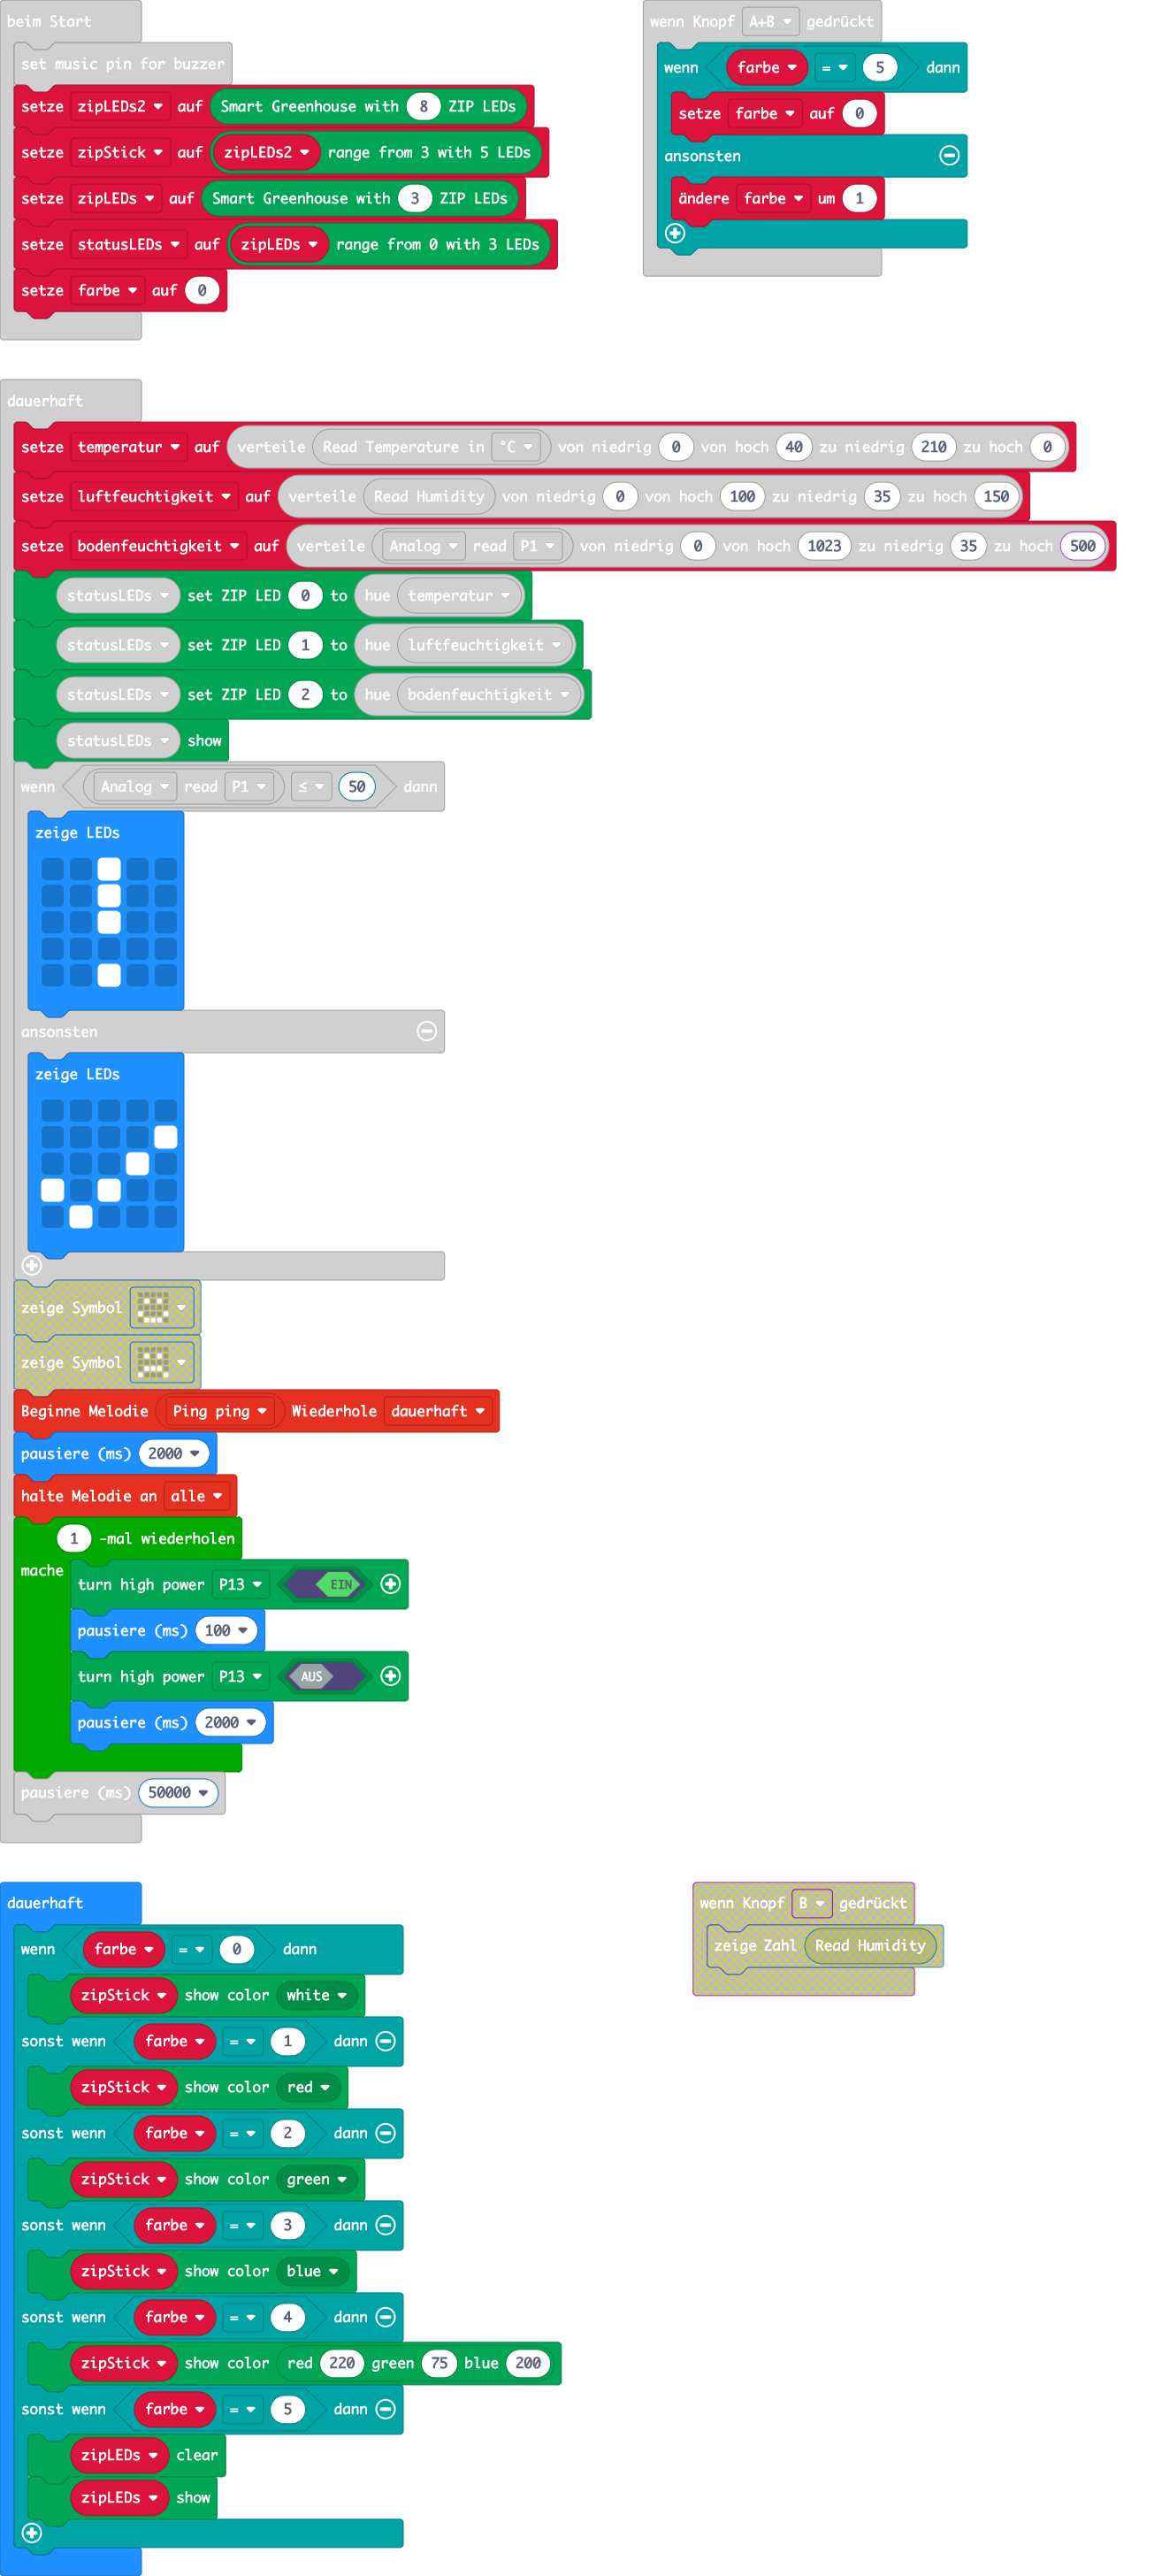 beim Start
set music pin for buzzer
setze zipLEDs2 auf Smart Greenhouse with 8 ZIP LEDs
setze zipStick auf zipLEDs2 range from 3 with 5 LEDs
setze zipLEDs auf Smart Greenhouse with 3 ZIP LEDs
setze statusLEDs auf zipLEDs range from 0 with 3 LEDs
setze farbe auf 0
wenn Knopf A+B gedrückt
wenn farbe = 5 dann
setze farbe auf 0
ansonsten
ändere farbe um 1
dauerhaft
setze temperatur auf verteile Read Temperature in °C von niedrig 0 von hoch 40 zu niedrig 210 zu hoch 0
setze luftfeuchtigkeit auf verteile Read Humidity von niedrig 0 von hoch 100 zu niedrig 35 zu hoch 150
setze bodenfeuchtigkeit auf verteile Analog read P1 von niedrig 0 von hoch 1023 zu niedrig 35 zu hoch 500
statusLEDs set ZIP LED 0 to hue temperatur
statusLEDs set ZIP LED 1 to hue luftfeuchtigkeit
statusLEDs set ZIP LED 2 to hue bodenfeuchtigkeit
statusLEDs show
wenn Analog read P1 ≤ 50 dann
zeige LEDs
ansonsten
zeige LEDs
zeige Symbol
zeige Symbol
Beginne Melodie Ping ping Wiederhole dauerhaft
pausiere (ms) 2000
halte Melodie an alle
1 -mal wiederholen
mache
turn high power P13 EIN
pausiere (ms) 100
turn high power P13 AUS
pausiere (ms) 2000
pausiere (ms) 50000
dauerhaft
wenn farbe = 0 dann
zipStick show color white
sonst wenn farbe = 1 dann
zipStick show color red
sonst wenn farbe = 2 dann
zipStick show color green
sonst wenn farbe = 3 dann
zipStick show color blue
sonst wenn farbe = 4 dann
zipStick show color red 220 green 75 blue 200
sonst wenn farbe = 5 dann
zipLEDs clear
zipLEDs show
wenn Knopf B gedrückt
zeige Zahl Read Humidity